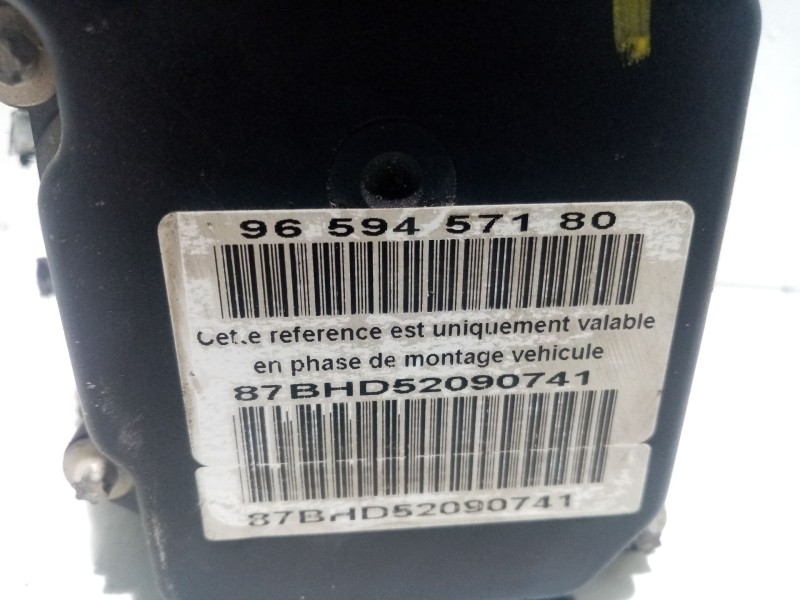 96 594 571 80
Cette reference est uniquement valable
en phase de montage vehicule
87BHD52090741
87BHD52090741